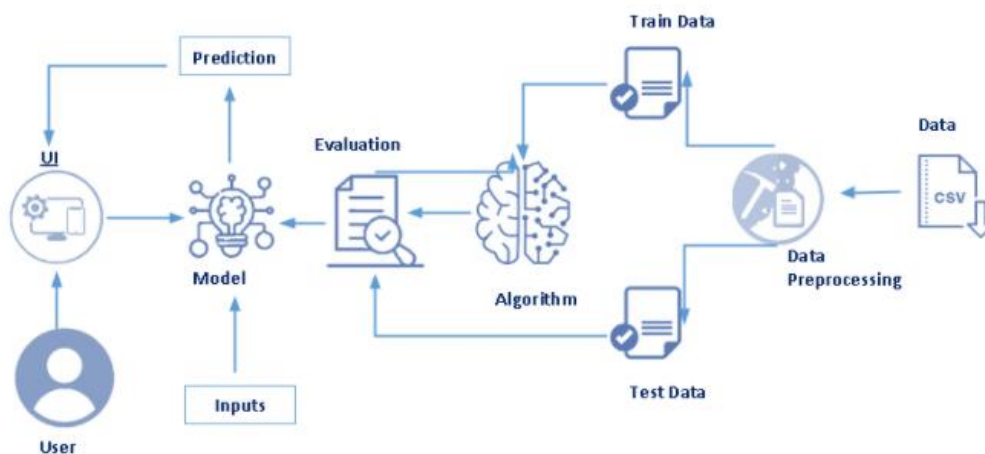 Train Data
Prediction
Data
Evaluation
UI
CSV
Model
Algorithm
Data
Preprocessing
Inputs
Test Data
User